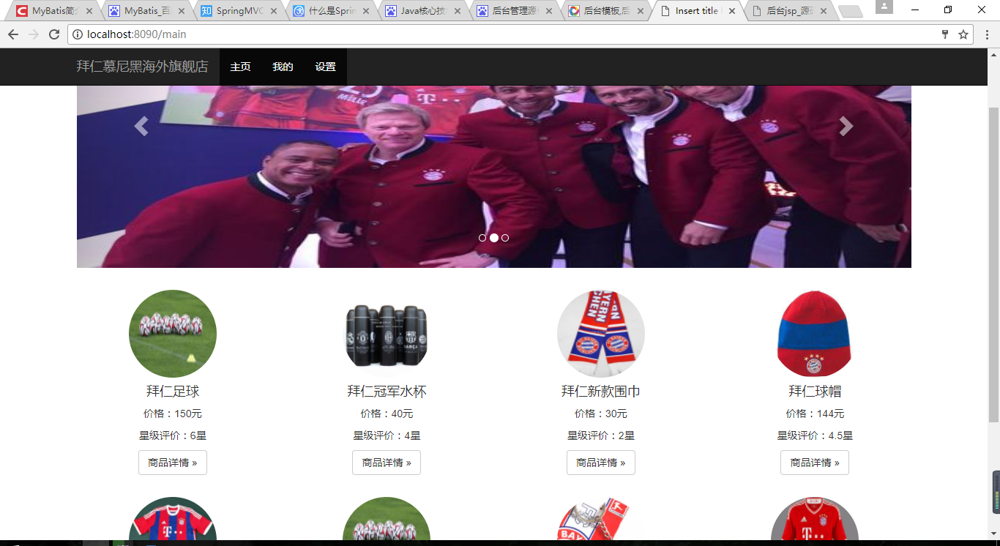 MyBatis简介
MyBatis_百
SpringMVC
什么是Sprin
Java核心技
后台管理源
后台模板,后
Insert title
后台jsp_源
localhost:8090/main
拜仁慕尼黑海外旗舰店
主页
我的
设置
MÜLLER
拜仁足球
拜仁冠军水杯
拜仁新款围巾
拜仁球帽
价格：150元
价格：40元
价格：30元
价格：144元
星级评价：6星
星级评价：4星
星级评价：2星
星级评价：4.5星
商品详情 »
商品详情 »
商品详情 »
商品详情 »